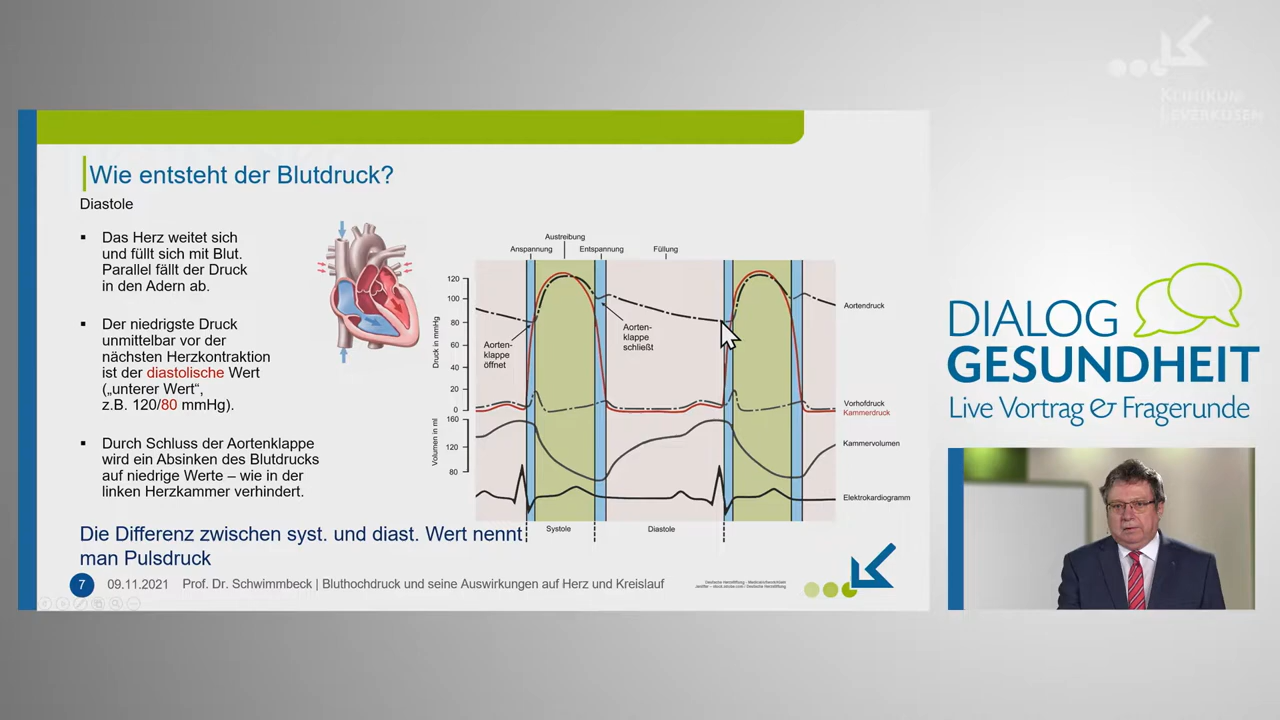 KLINIKUM
LEVERKUSEN
Wie entsteht der Blutdruck?
Diastole
▪ Das Herz weitet sich
und füllt sich mit Blut.
Parallel fällt der Druck
in den Adern ab.
▪ Der niedrigste Druck
unmittelbar vor der
nächsten Herzkontraktion
ist der diastolische Wert
(„unterer Wert“,
z.B. 120/80 mmHg).
▪ Durch Schluss der Aortenklappe
wird ein Absinken des Blutdrucks
auf niedrige Werte – wie in der
linken Herzkammer verhindert.
Die Differenz zwischen syst. und diast. Wert nennt
man Pulsdruck
Austreibung
Anspannung
Entspannung
Füllung
Druck in mmHg
120
100
80
60
40
20
0
Aorten-
klappe
öffnet
Aorten-
klappe
schließt
Aortendruck
Vorhofdruck
Kammerdruck
Volumen in ml
160
120
80
Kammervolumen
Elektrokardiogramm
Systole
Diastole
7
09.11.2021
Prof. Dr. Schwimmbeck | Bluthochdruck und seine Auswirkungen auf Herz und Kreislauf
DIALOG
GESUNDHEIT
Live Vortrag & Fragerunde